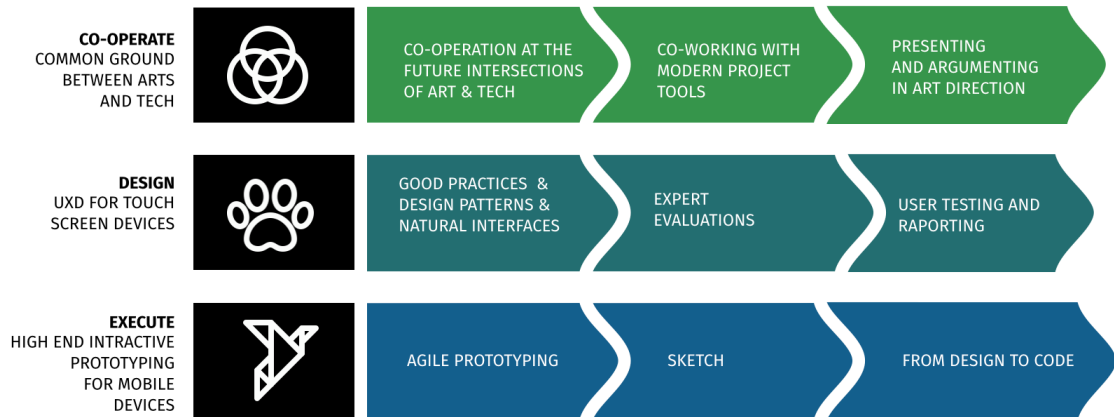 CO-OPERATE
COMMON GROUND
BETWEEN ARTS
AND TECH
CO-OPERATION AT THE
FUTURE INTERSECTIONS
OF ART & TECH
CO-WORKING WITH
MODERN PROJECT
TOOLS
PRESENTING
AND ARGUMENTING
IN ART DIRECTION
DESIGN
UXD FOR TOUCH
SCREEN DEVICES
GOOD PRACTICES &
DESIGN PATTERNS &
NATURAL INTERFACES
EXPERT
EVALUATIONS
USER TESTING AND
RAPORTING
EXECUTE
HIGH END INTRACTIVE
PROTOTYPING
FOR MOBILE
DEVICES
AGILE PROTOTYPING
SKETCH
FROM DESIGN TO CODE